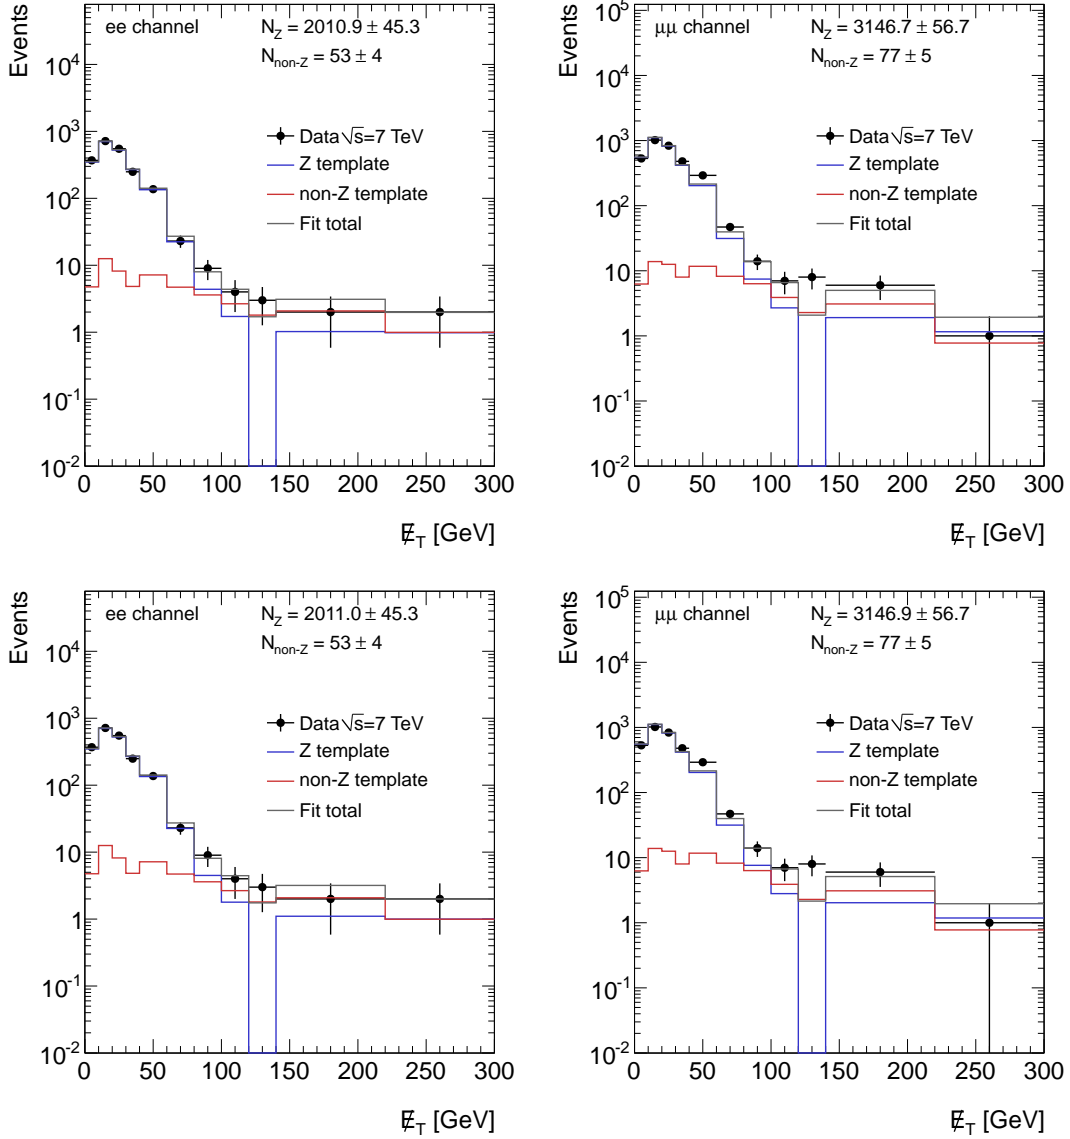 Events
ee channel
N_Z = 2010.9 ± 45.3
N_non-Z = 53 ± 4
Data √s=7 TeV
Z template
non-Z template
Fit total
10^4
10^3
10^2
10
1
10^-1
10^-2
0 50 100 150 200 250 300
E̸_T [GeV]
Events
μμ channel
N_Z = 3146.7 ± 56.7
N_non-Z = 77 ± 5
Data √s=7 TeV
Z template
non-Z template
Fit total
10^5
10^4
10^3
10^2
10
1
10^-1
10^-2
0 50 100 150 200 250 300
E̸_T [GeV]
Events
ee channel
N_Z = 2011.0 ± 45.3
N_non-Z = 53 ± 4
Data √s=7 TeV
Z template
non-Z template
Fit total
10^4
10^3
10^2
10
1
10^-1
10^-2
0 50 100 150 200 250 300
E̸_T [GeV]
Events
μμ channel
N_Z = 3146.9 ± 56.7
N_non-Z = 77 ± 5
Data √s=7 TeV
Z template
non-Z template
Fit total
10^5
10^4
10^3
10^2
10
1
10^-1
10^-2
0 50 100 150 200 250 300
E̸_T [GeV]